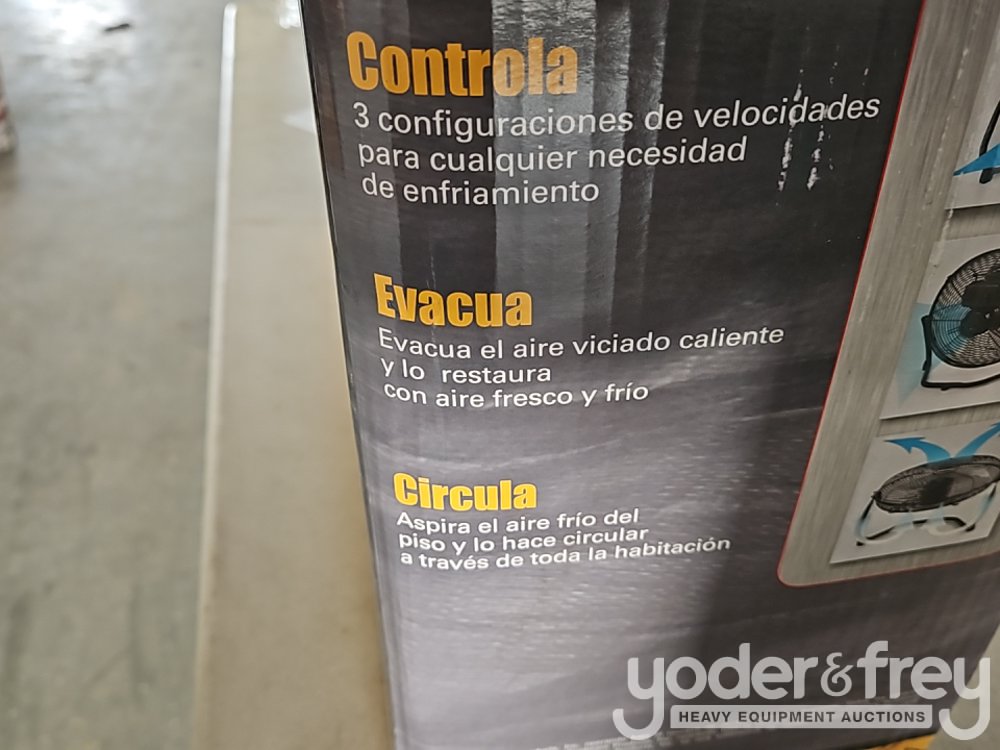 Controla
3 configuraciones de velocidades
para cualquier necesidad
de enfriamiento
Evacua
Evacua el aire viciado caliente
y lo restaura
con aire fresco y frío
Circula
Aspira el aire frío del
piso y lo hace circular
a través de toda la habitación
yoder&frey
HEAVY EQUIPMENT AUCTIONS